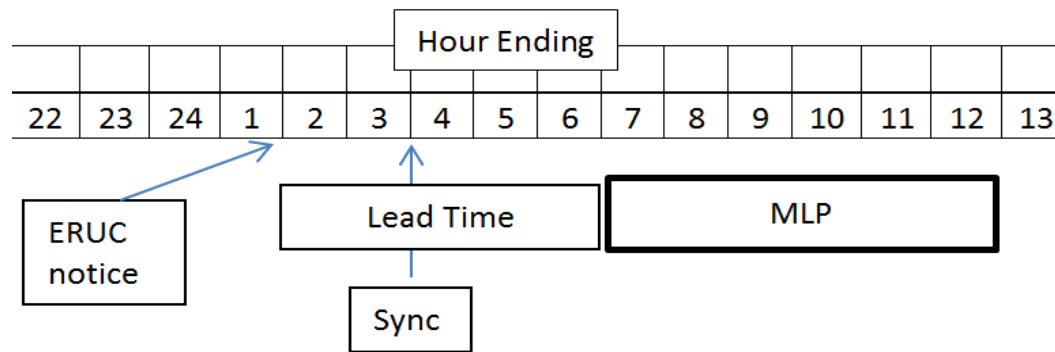 Hour Ending
22 23 24 1 2 3 4 5 6 7 8 9 10 11 12 13
ERUC
notice
Lead Time
MLP
Sync